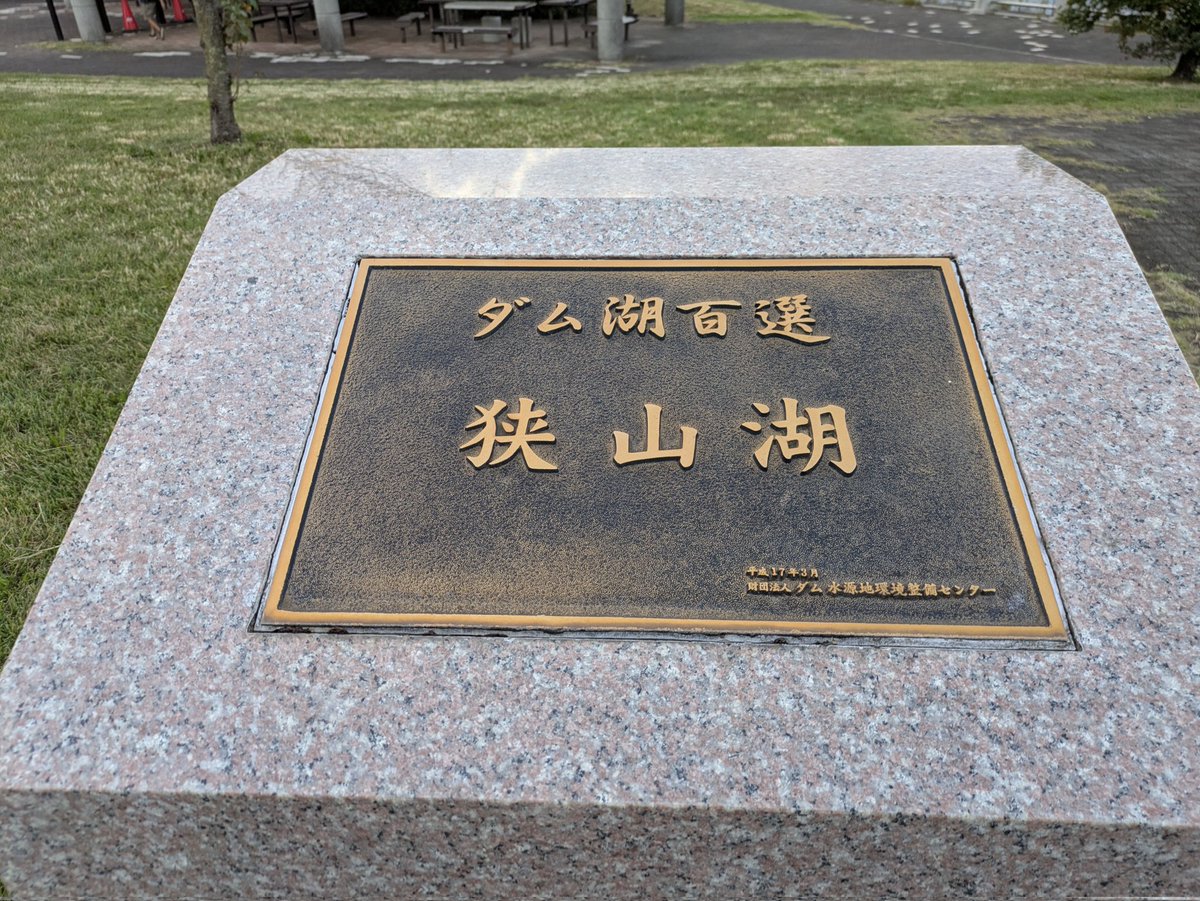 ダム湖百選
狭山湖
平成17年3月
財団法人 ダム水源地環境整備センター